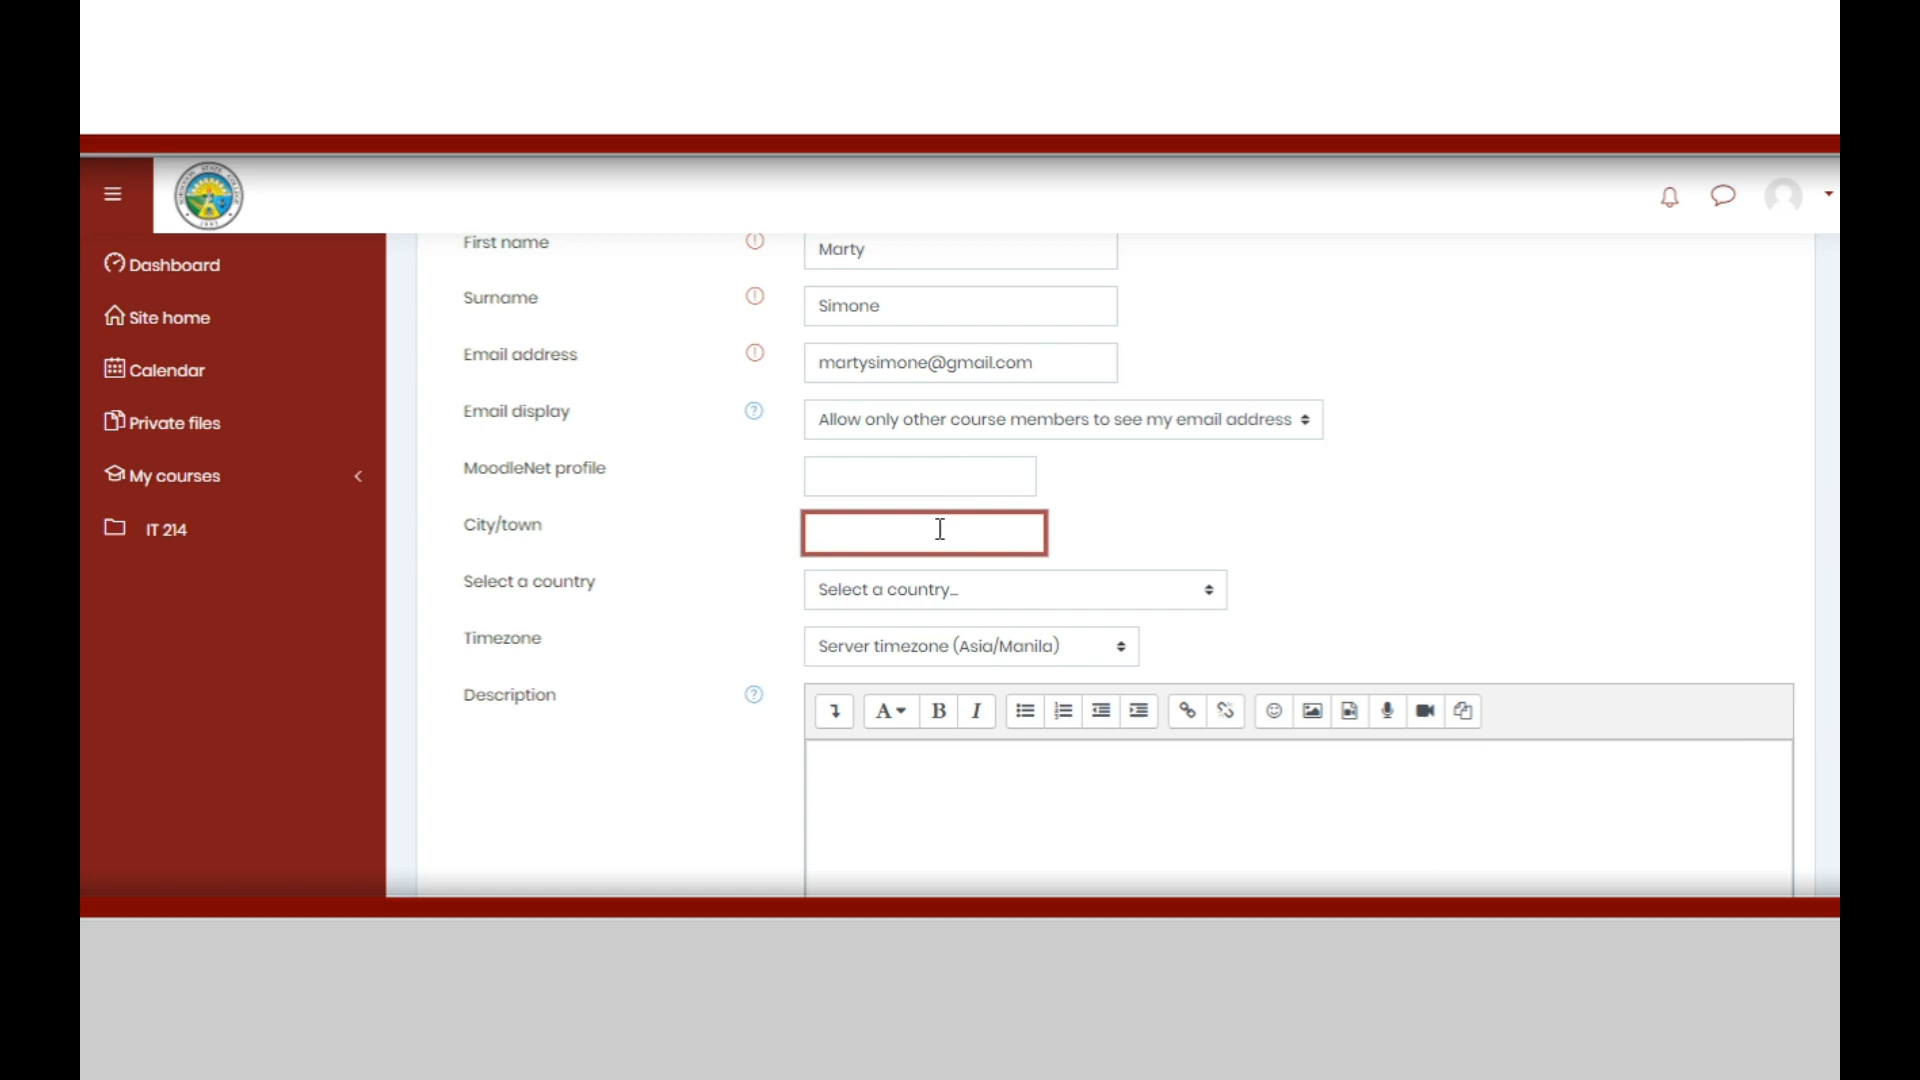 First name
Marty
Dashboard
Surname
Simone
Site home
Email address
martysimone@gmail.com
Calendar
Email display
Allow only other course members to see my email address
Private files
MoodleNet profile
My courses
City/town
IT 214
Select a country
Select a country...
Timezone
Server timezone (Asia/Manila)
Description
A B I